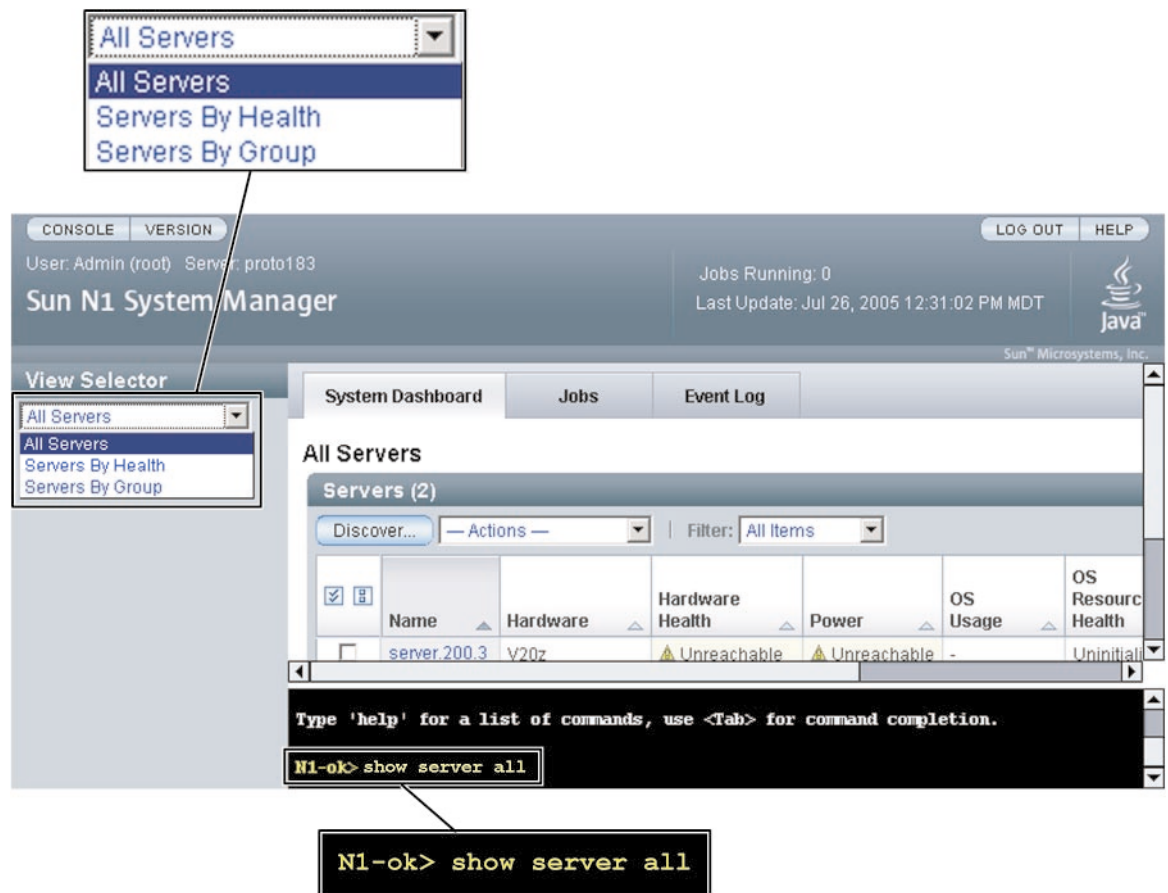 All Servers
All Servers
Servers By Health
Servers By Group
CONSOLE VERSION
LOG OUT HELP
User: Admin (root) Server: proto183
Sun N1 System Manager
Jobs Running: 0
Last Update: Jul 26, 2005 12:31:02 PM MDT
Java™
Sun™ Microsystems, Inc.
View Selector
All Servers
All Servers
Servers By Health
Servers By Group
System Dashboard Jobs Event Log
All Servers
Servers (2)
Discover... — Actions — Filter: All Items
Name Hardware Hardware Health Power OS Usage OS Resourc Health
server.200.3 V20z Unreachable Unreachable - Uninitiali
Type 'help' for a list of commands, use <Tab> for command completion.
N1-ok> show server all
N1-ok> show server all